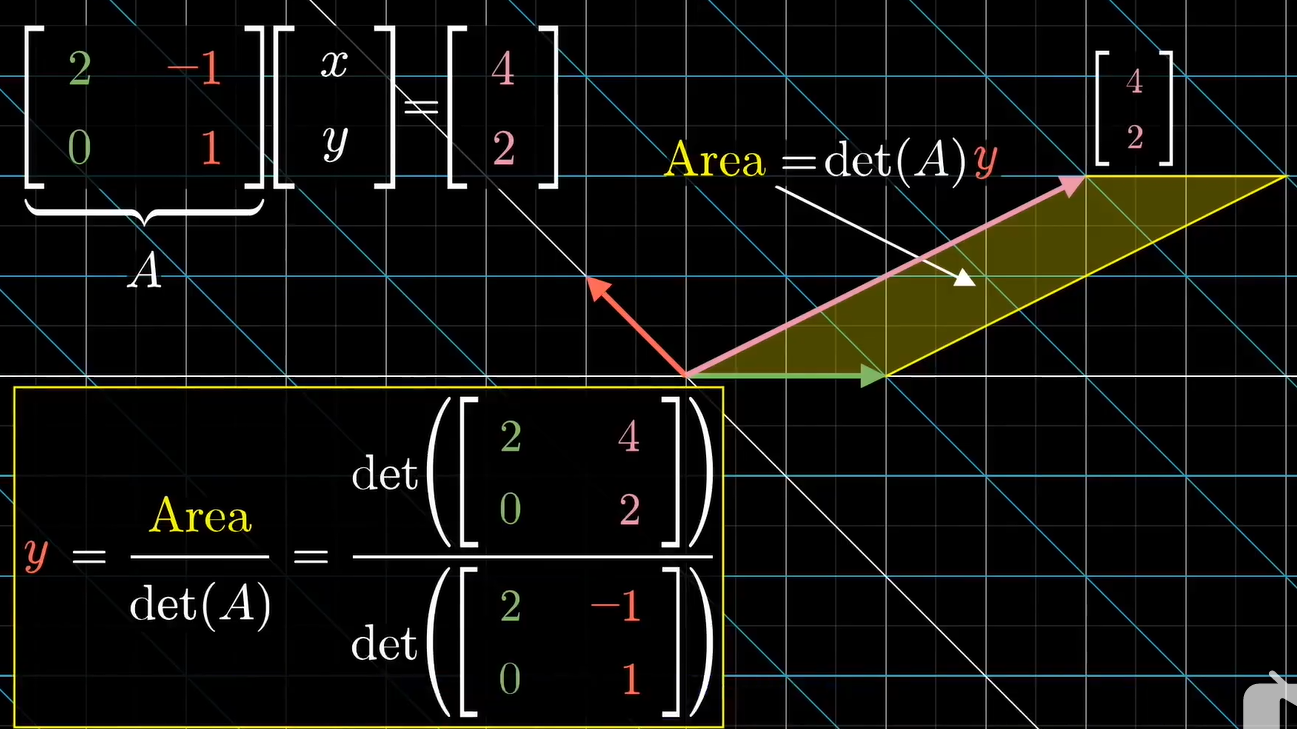 [2 −1; 0 1] [x; y] = [4; 2]
A
[4; 2]
Area = det(A)y
y = Area / det(A) = det([2 4; 0 2]) / det([2 −1; 0 1])